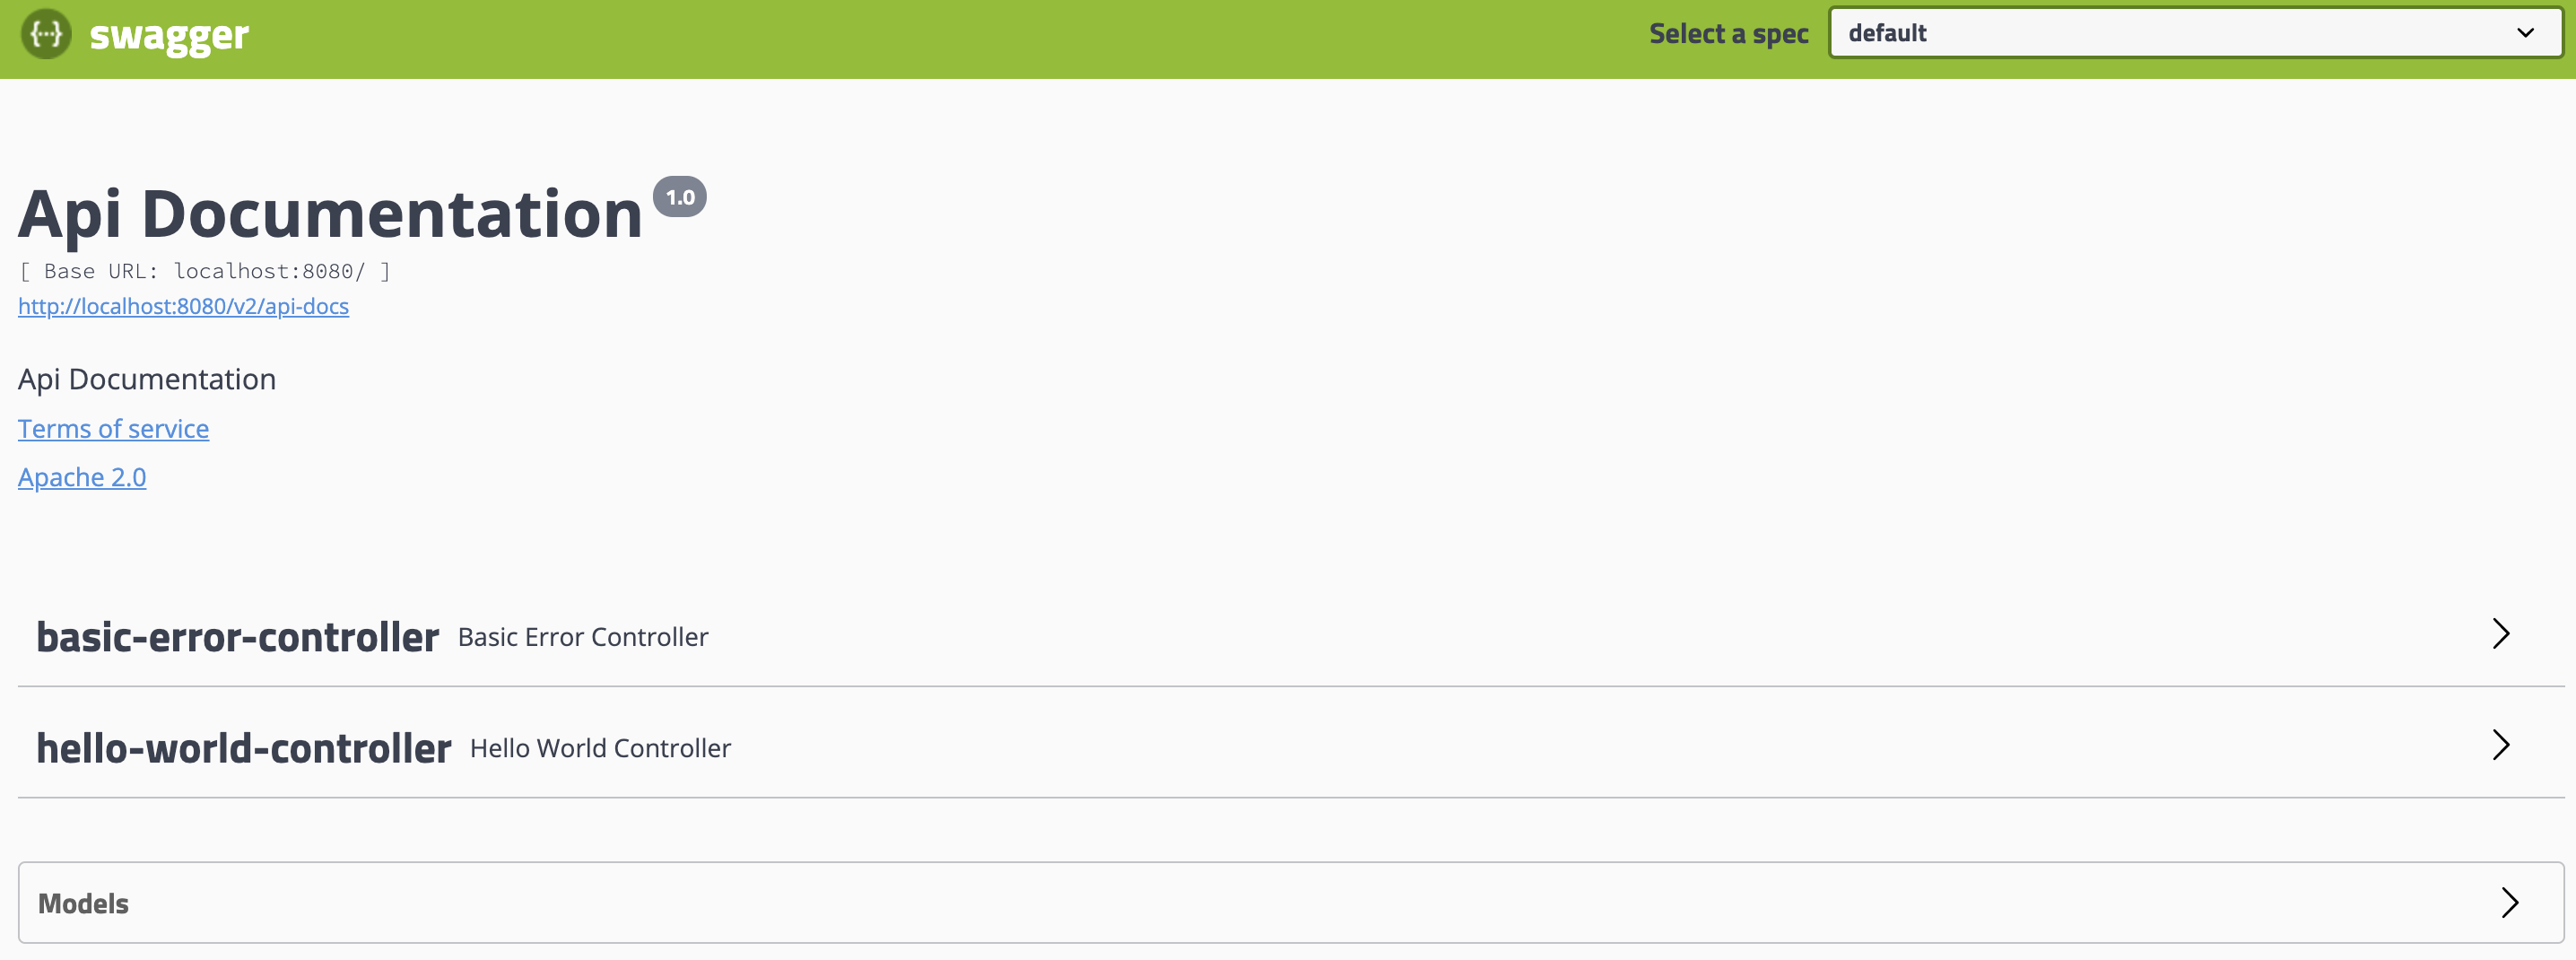 {···} swagger Select a spec default
Api Documentation 1.0
[ Base URL: localhost:8080/ ]
http://localhost:8080/v2/api-docs
Api Documentation
Terms of service
Apache 2.0
basic-error-controller Basic Error Controller
hello-world-controller Hello World Controller
Models